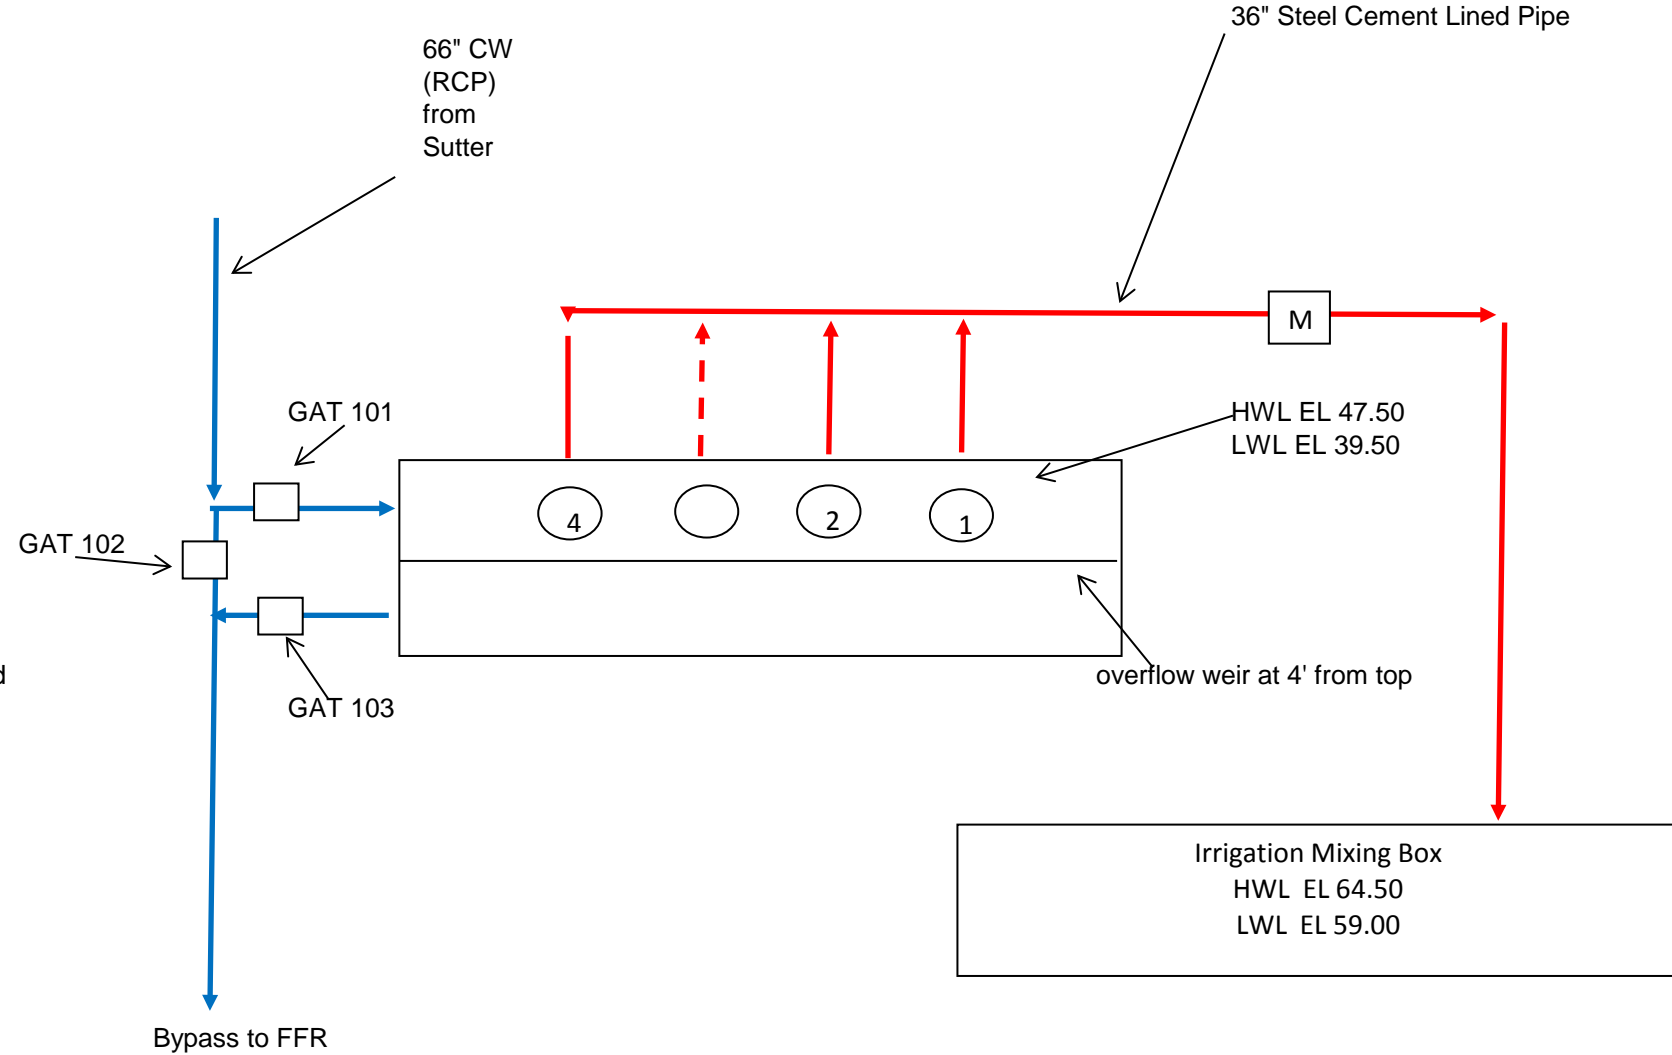 36" Steel Cement Lined Pipe
66" CW
(RCP)
from
Sutter
M
GAT 101
HWL EL 47.50
LWL EL 39.50
4
2
1
GAT 102
d
overflow weir at 4' from top
GAT 103
Irrigation Mixing Box
HWL EL 64.50
LWL EL 59.00
Bypass to FFR